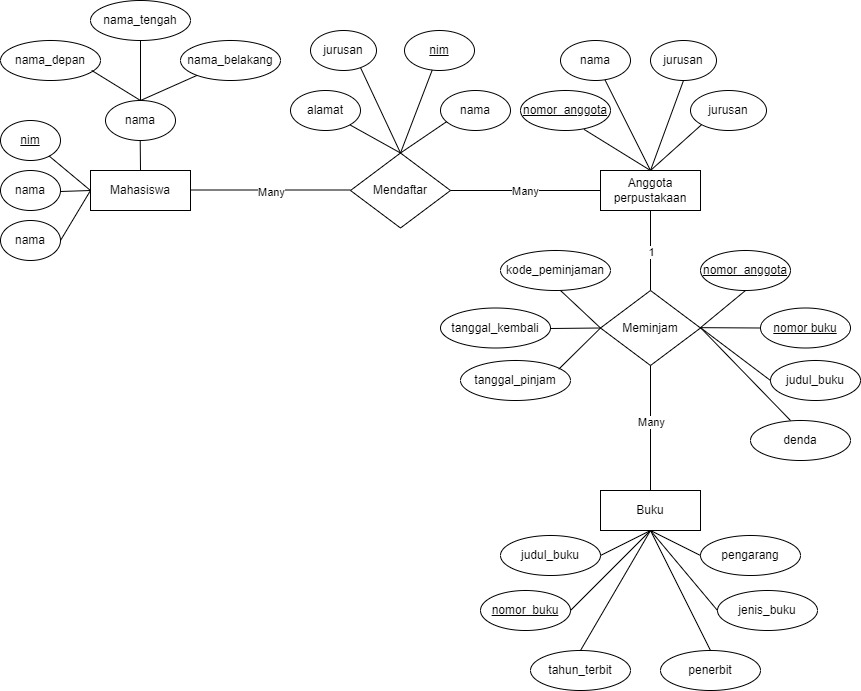 nama_tengah
nama_depan
nama_belakang
nama
nim
nama
nama
Mahasiswa
Many
jurusan
nim
alamat
nama
Mendaftar
Many
nama
jurusan
nomor_anggota
jurusan
Anggota
perpustakaan
1
kode_peminjaman
nomor_anggota
tanggal_kembali
Meminjam
nomor buku
tanggal_pinjam
judul_buku
denda
Many
Buku
judul_buku
pengarang
nomor_buku
jenis_buku
tahun_terbit
penerbit